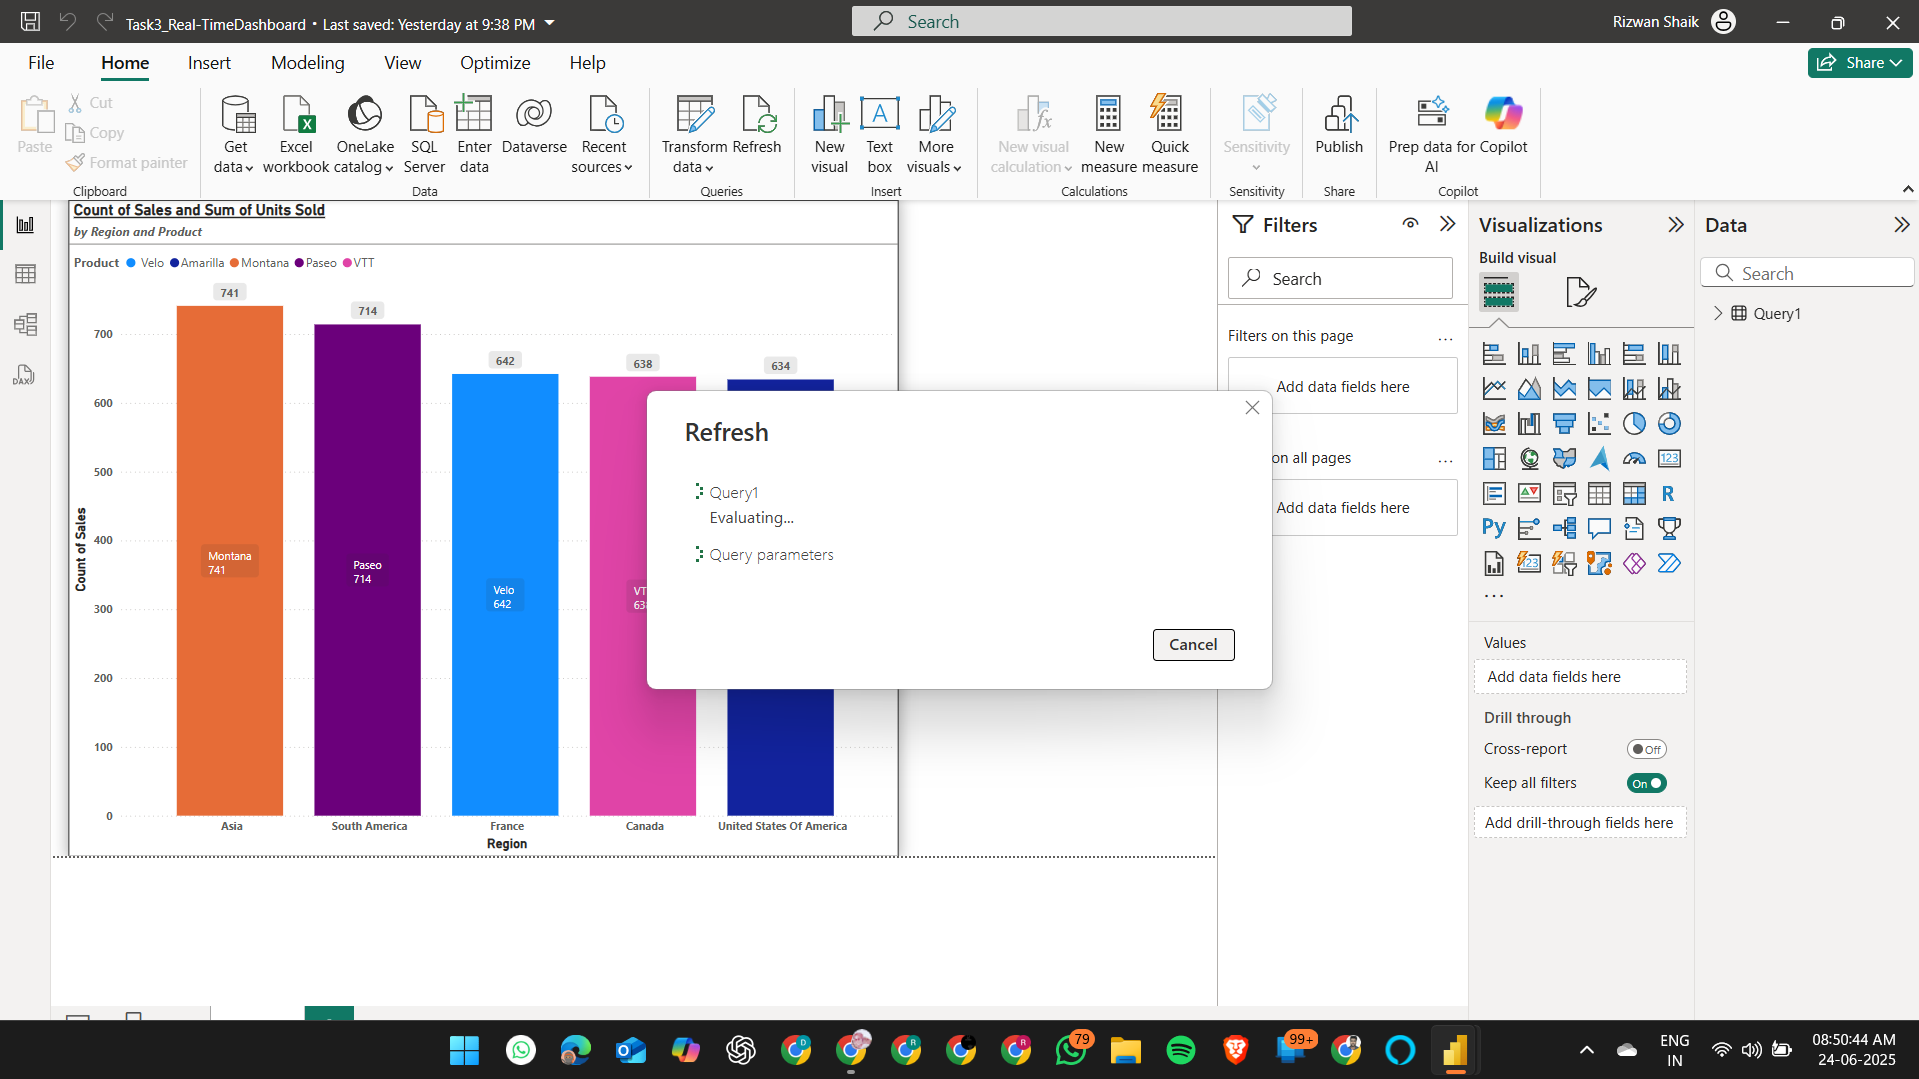 Task3_Real-TimeDashboard • Last saved: Yesterday at 9:38 PM
Search
Rizwan Shaik
File Home Insert Modeling View Optimize Help
Share
Paste
Cut
Copy
Format painter
Clipboard
Get data
Excel workbook
OneLake catalog
SQL Server
Enter data
Dataverse
Recent sources
Data
Transform data
Refresh
Queries
New visual
Text box
More visuals
Insert
New visual calculation
New measure
Quick measure
Calculations
Sensitivity
Sensitivity
Publish
Share
Prep data for AI
Copilot
Copilot
Count of Sales and Sum of Units Sold
by Region and Product
Product Velo Amarilla Montana Paseo VTT
741
714
642
638
634
700
600
500
400
300
200
100
0
Count of Sales
Montana
741
Paseo
714
Velo
642
VT
63
Asia
South America
France
Canada
United States Of America
Region
Refresh
Query1
Evaluating...
Query parameters
Cancel
Filters
Search
Filters on this page
...
Add data fields here
on all pages
...
Add data fields here
Visualizations
Build visual
123
R
Py
123
...
Values
Add data fields here
Drill through
Cross-report
Off
Keep all filters
On
Add drill-through fields here
Data
Search
Query1
DAX
79
99+
ENG
IN
08:50:44 AM
24-06-2025